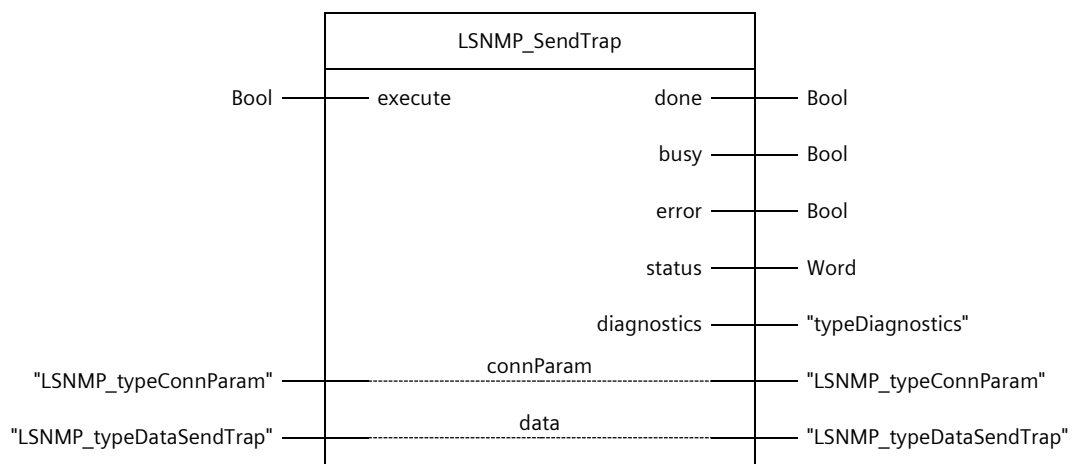 LSNMP_SendTrap
Bool execute done Bool
busy Bool
error Bool
status Word
diagnostics "typeDiagnostics"
"LSNMP_typeConnParam" connParam "LSNMP_typeConnParam"
"LSNMP_typeDataSendTrap" data "LSNMP_typeDataSendTrap"